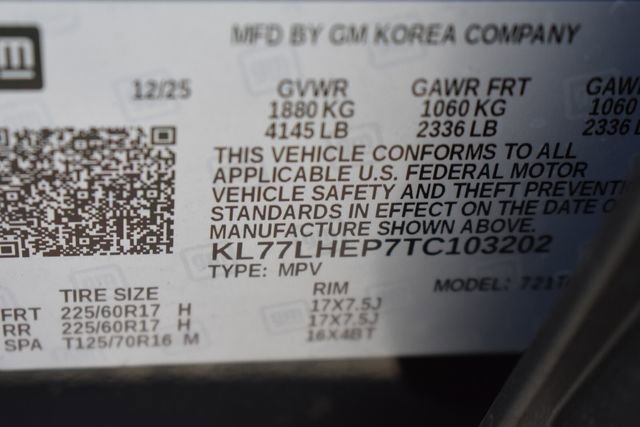 gm
MFD BY GM KOREA COMPANY
12/25 GVWR GAWR FRT
1880 KG 1060 KG 1060
4145 LB 2336 LB 2336
THIS VEHICLE CONFORMS TO ALL
APPLICABLE U.S. FEDERAL MOTOR
VEHICLE SAFETY AND THEFT PREVENTI
STANDARDS IN EFFECT ON THE DATE O
MANUFACTURE SHOWN ABOVE.
KL77LHEP7TC103202
TYPE: MPV MODEL: 721T
TIRE SIZE RIM
FRT 225/60R17 H 17X7.5J
RR 225/60R17 H 17X7.5J
SPA T125/70R16 M 16X4BT